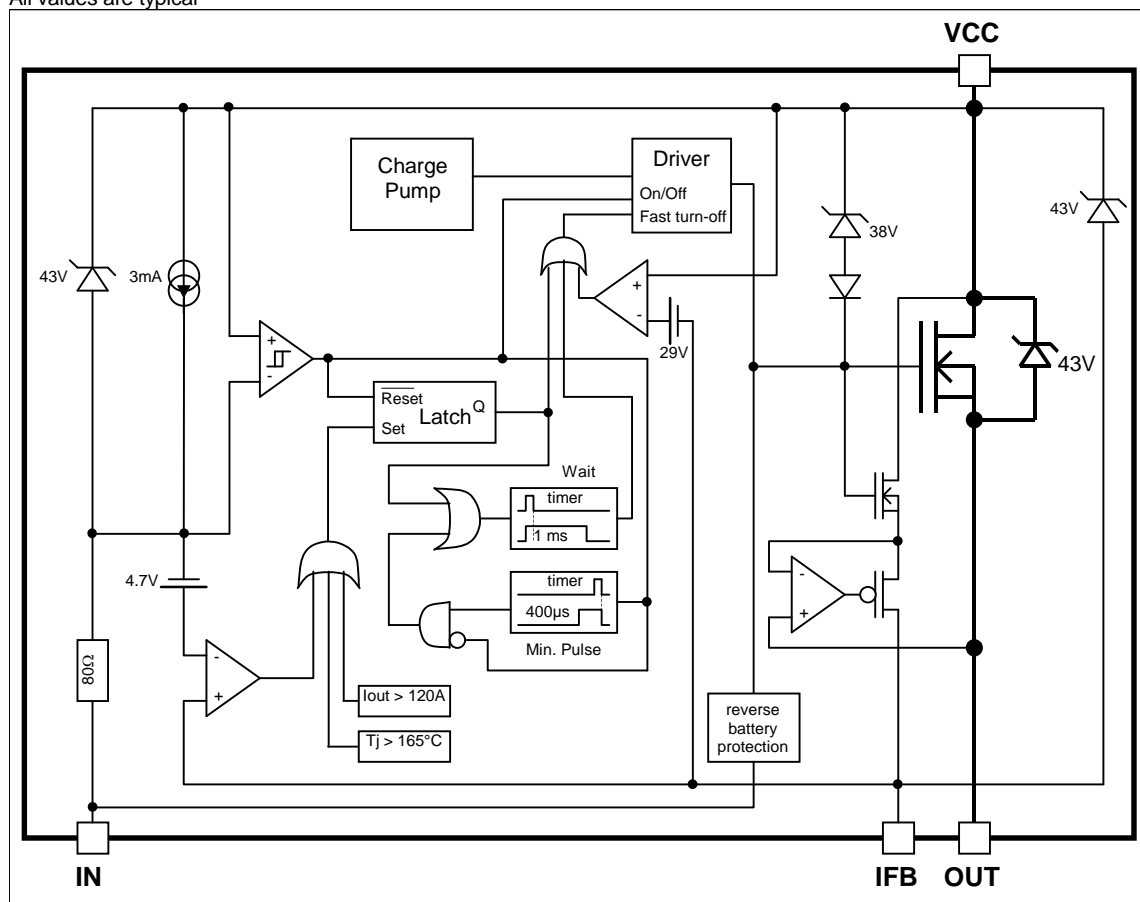 All values are typical
VCC
Charge
Pump
Driver
On/Off
Fast turn-off
43V
38V
43V
3mA
+
-
29V
+
-
43V
Reset
Latch
Q
Set
Wait
timer
1 ms
4.7V
timer
400µs
Min. Pulse
-
+
80Ω
-
+
Iout > 120A
Tj > 165°C
reverse
battery
protection
IN
IFB
OUT